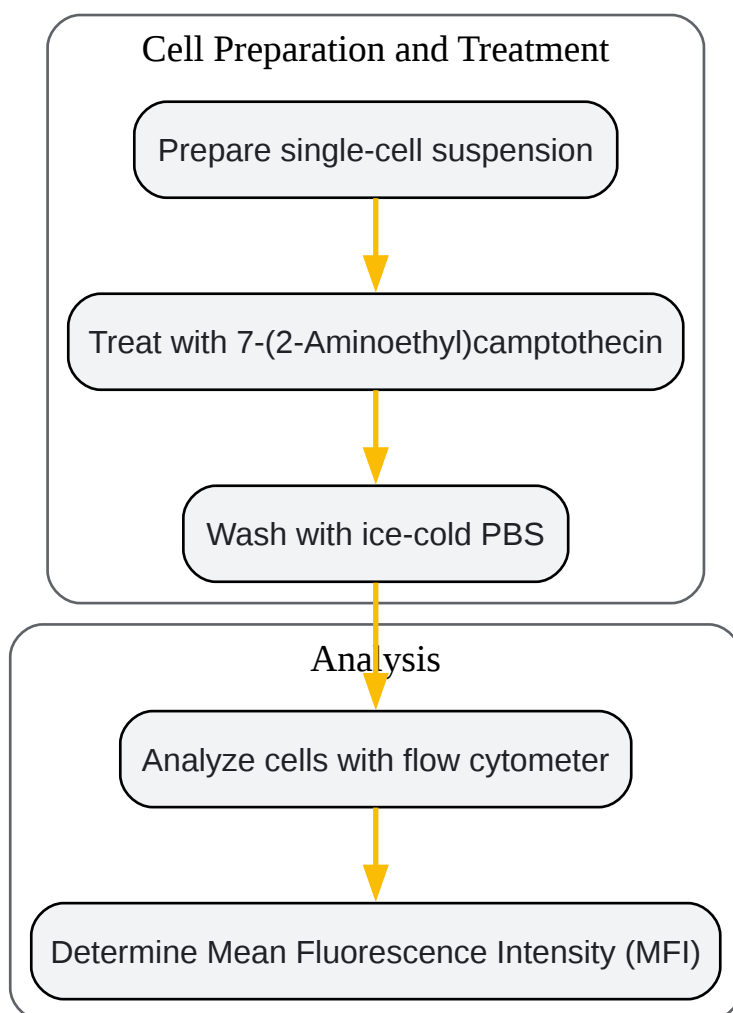 Cell Preparation and Treatment
Prepare single-cell suspension
Treat with 7-(2-Aminoethyl)camptothecin
Wash with ice-cold PBS
Analysis
Analyze cells with flow cytometer
Determine Mean Fluorescence Intensity (MFI)